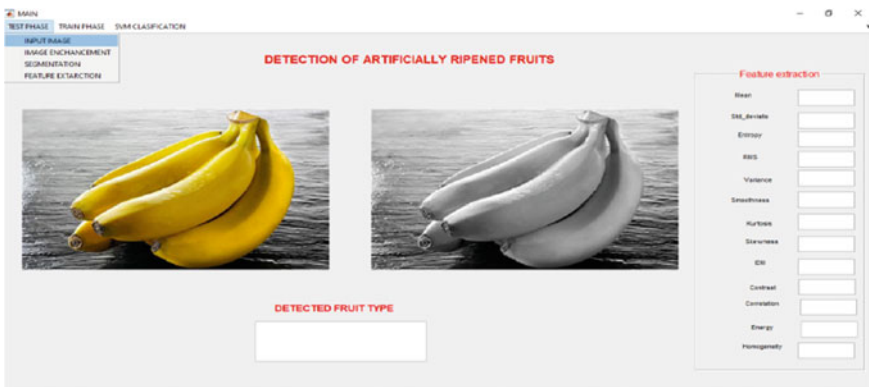 MAIN
TEST PHASE TRAIN PHASE SVM CLASIFICATION
INPUT IMAGE
IMAGE ENCHANCEMENT
SEGMENTATION
FEATURE EXTARCTION
DETECTION OF ARTIFICIALLY RIPENED FRUITS
Feature extraction
Mean
Std_deviatio
Entropy
RMS
Variance
Smoothness
Kurtosis
Skewness
IDM
Contrast
Correlation
Energy
Homogeneity
DETECTED FRUIT TYPE